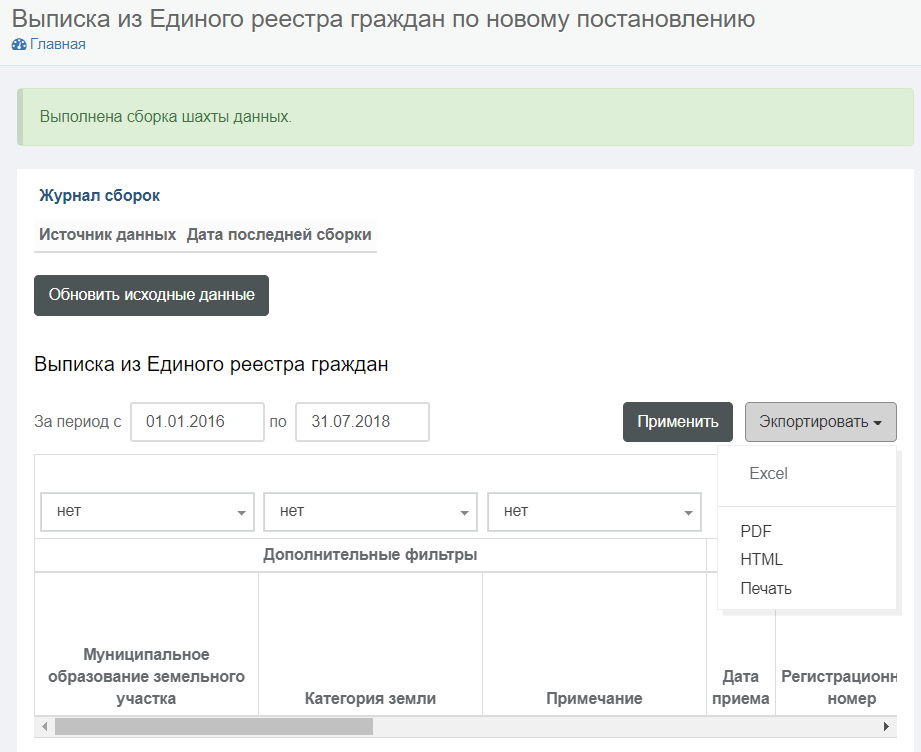 Выписка из Единого реестра граждан по новому постановлению
Главная
Выполнена сборка шахты данных.
Журнал сборок
Источник данных Дата последней сборки
Обновить исходные данные
Выписка из Единого реестра граждан
За период с 01.01.2016 по 31.07.2018 Применить Экпортировать
Excel
нет нет нет
PDF
Дополнительные фильтры
HTML
Печать
Муниципальное
образование земельного
участка
Категория земли
Примечание
Дата
приема
Регистрационн
номер